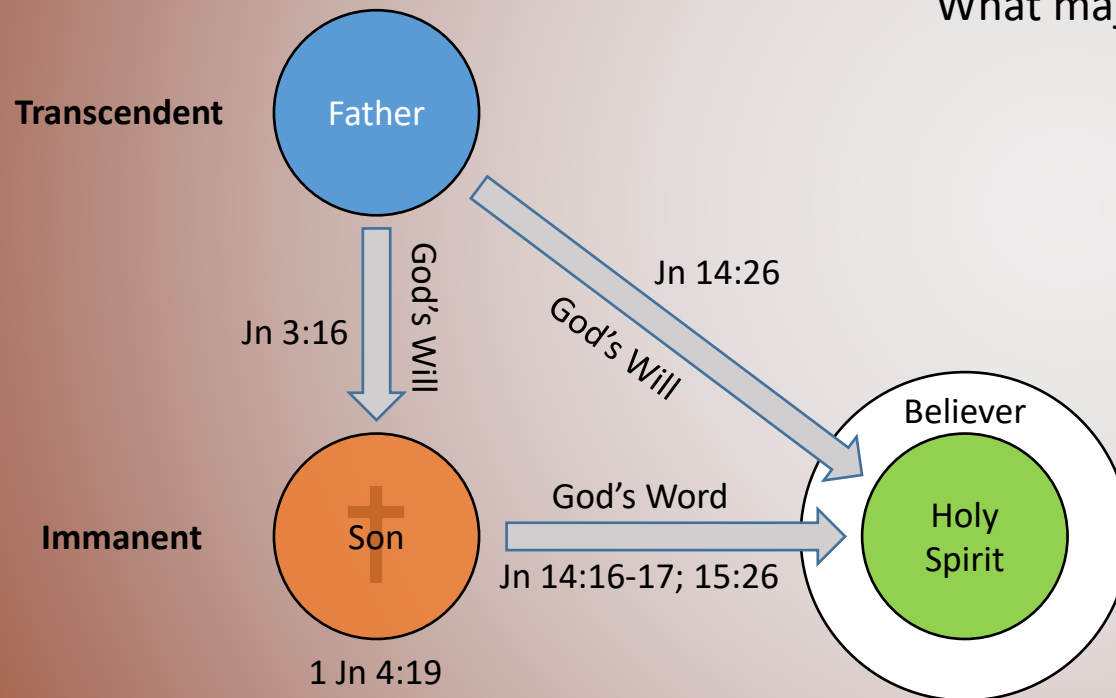 What
Transcendent
Father
God's Will
Jn 3:16
Jn 14:26
God's Will
Believer
Immanent
Son
God's Word
Holy
Spirit
Jn 14:16-17; 15:26
1 Jn 4:19